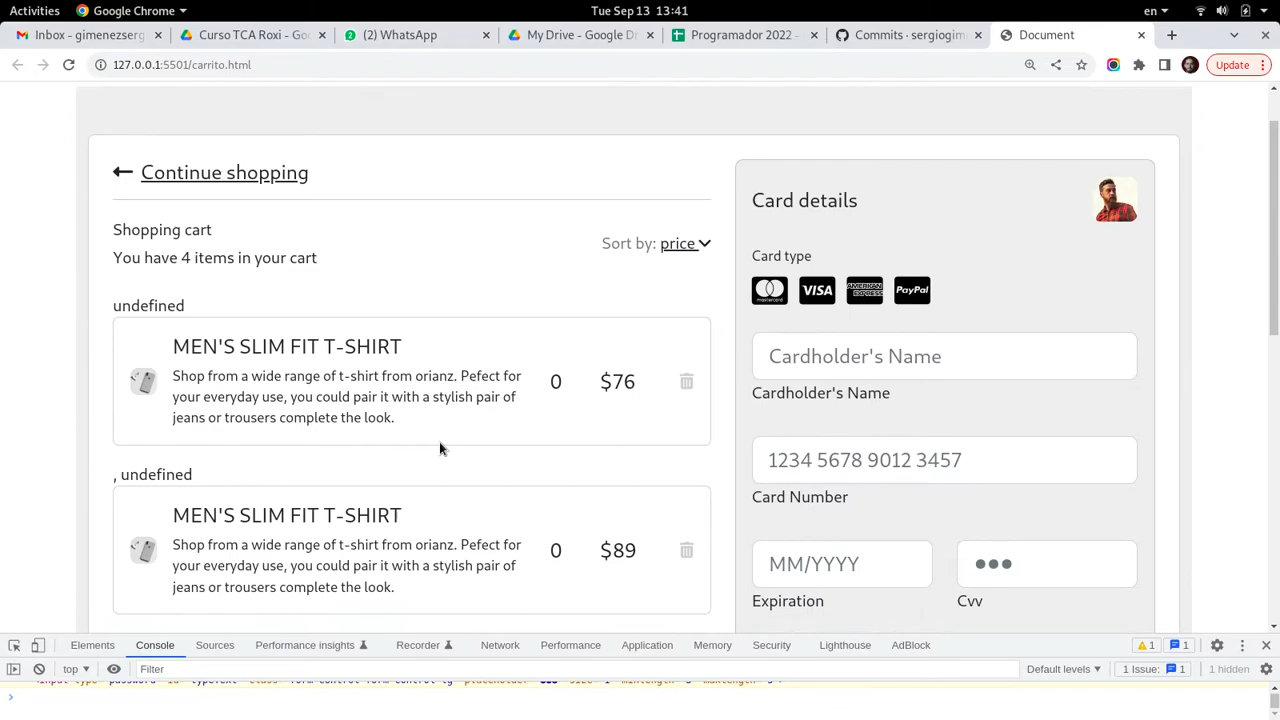 Activities
Google Chrome
Tue Sep 13 13:41
en
Inbox - gimenezserg
Curso TCA Roxi - Goo
(2) WhatsApp
My Drive - Google Dr
Programador 2022 -
Commits · sergiogim
Document
127.0.0.1:5501/carrito.html
Update
Continue shopping
Shopping cart
You have 4 items in your cart
Sort by: price
undefined
MEN'S SLIM FIT T-SHIRT
Shop from a wide range of t-shirt from orianz. Pefect for
your everyday use, you could pair it with a stylish pair of
jeans or trousers complete the look.
0
$76
, undefined
MEN'S SLIM FIT T-SHIRT
Shop from a wide range of t-shirt from orianz. Pefect for
your everyday use, you could pair it with a stylish pair of
jeans or trousers complete the look.
0
$89
Card details
Card type
mastercard
VISA
AMERICAN EXPRESS
PayPal
Cardholder's Name
Cardholder's Name
1234 5678 9012 3457
Card Number
MM/YYYY
●●●
Expiration
Cvv
Elements
Console
Sources
Performance insights
Recorder
Network
Performance
Application
Memory
Security
Lighthouse
AdBlock
1
1
top
Filter
Default levels
1 Issue: 1
1 hidden
>